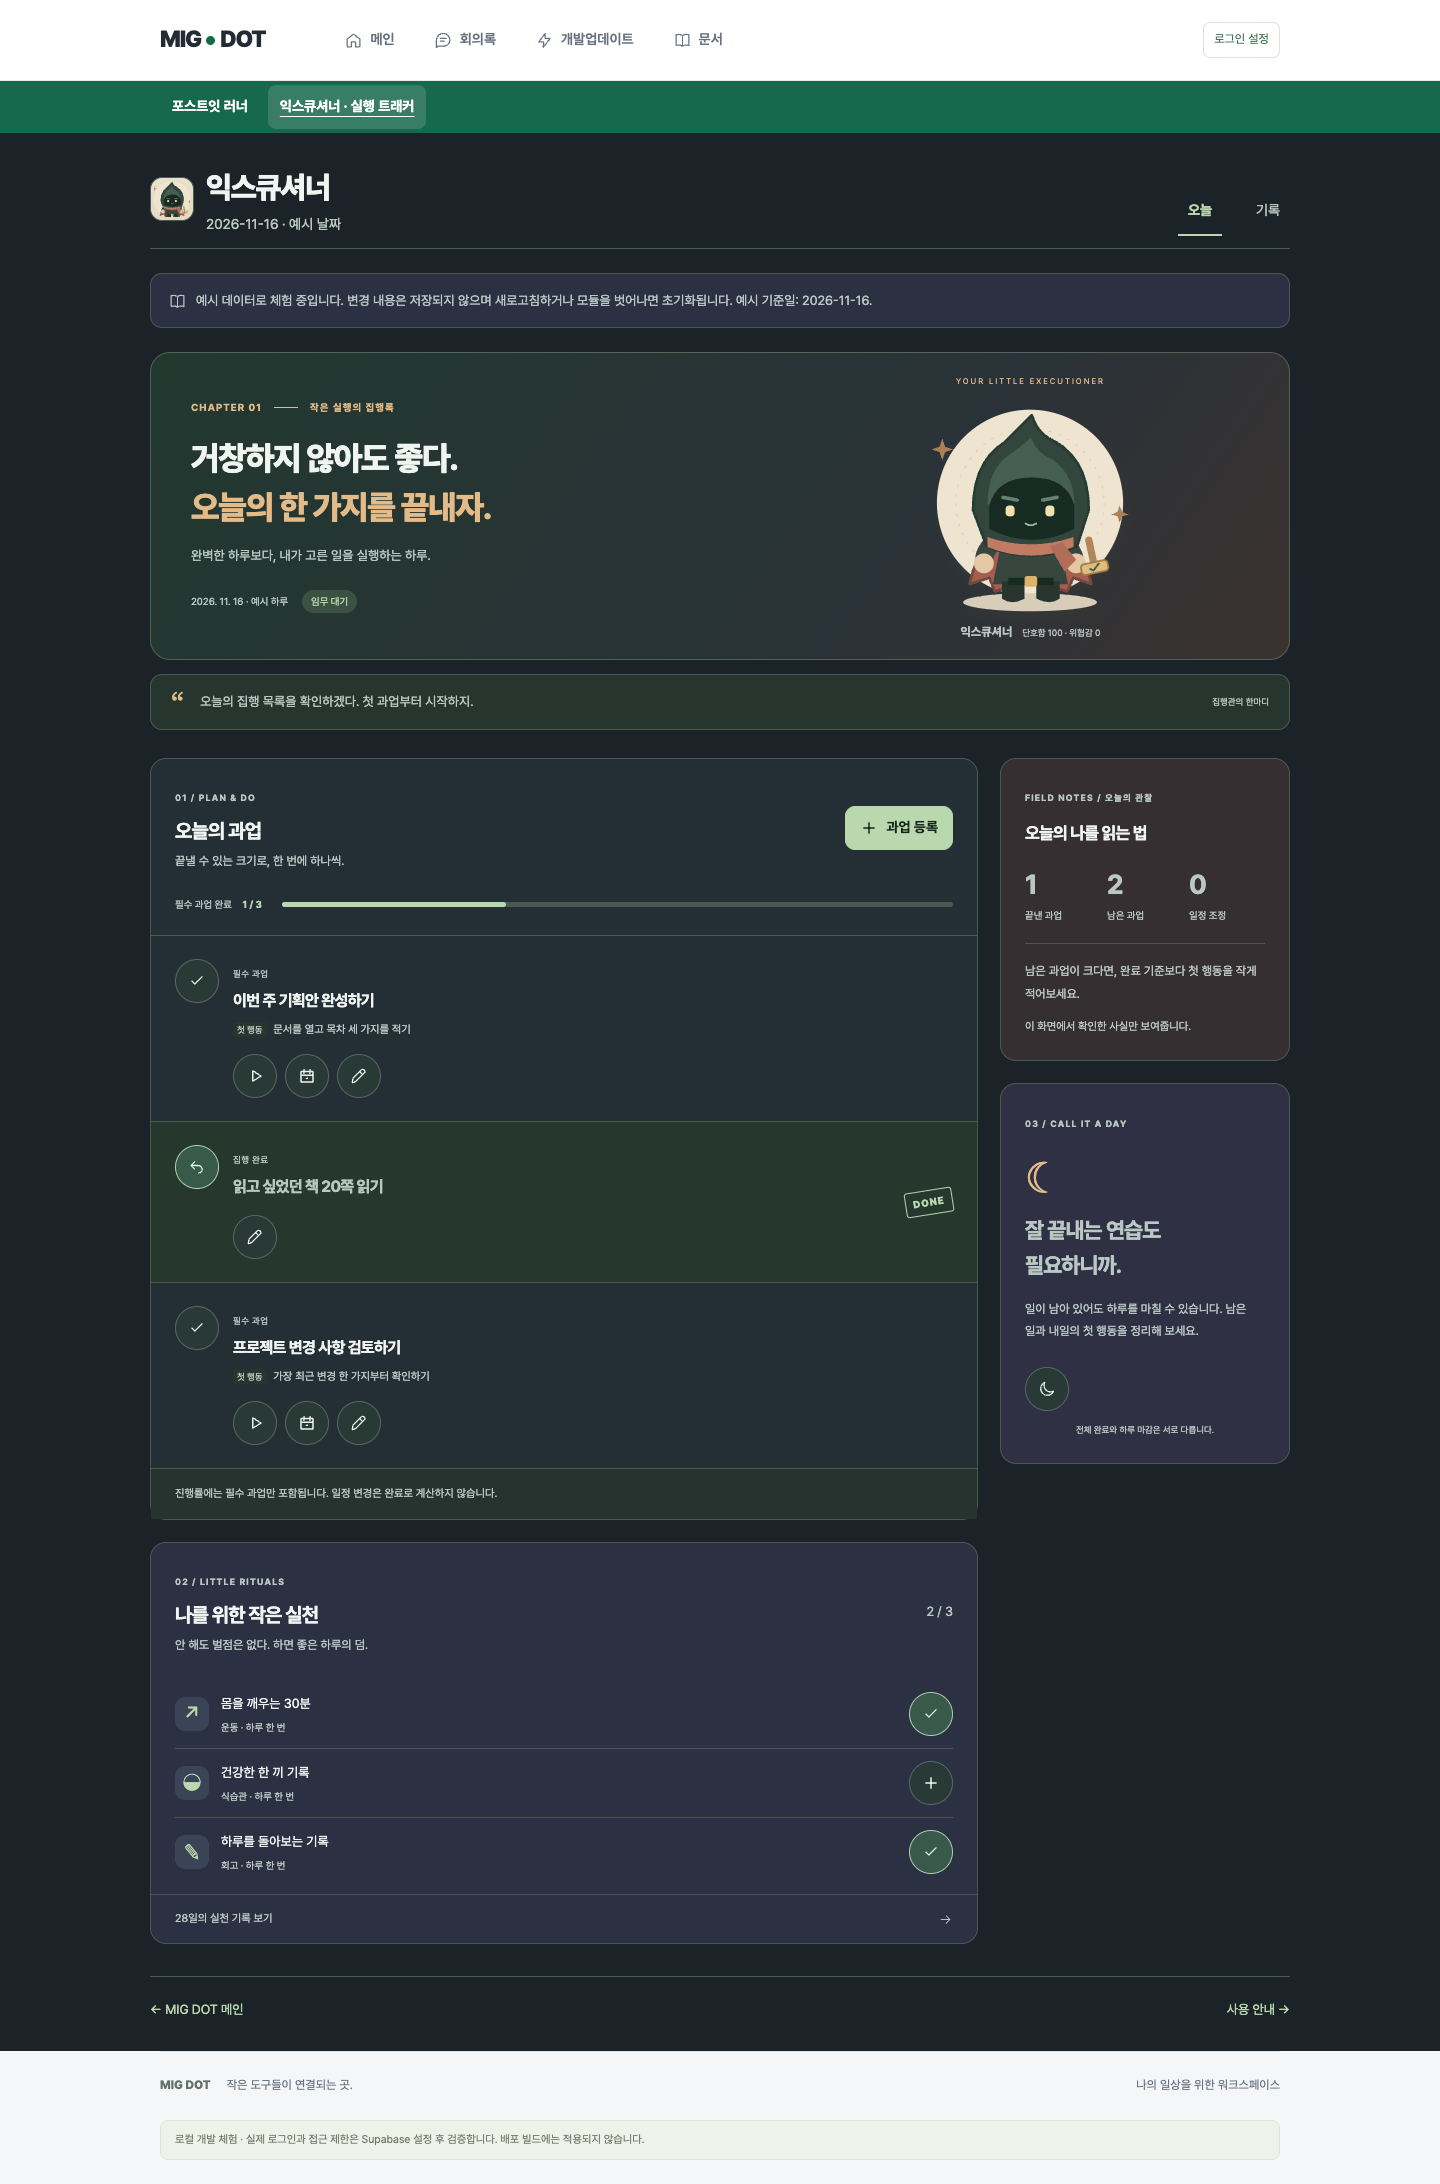 MIG DOT
메인
회의록
개발업데이트
문서
로그인 설정
포스트잇 러너
익스큐셔너 · 실행 트래커
익스큐셔너
2026-11-16 · 예시 날짜
오늘
기록
예시 데이터로 체험 중입니다. 변경 내용은 저장되지 않으며 새로고침하거나 모듈을 벗어나면 초기화됩니다. 예시 기준일: 2026-11-16.
CHAPTER 01 작은 실행의 집행록
거창하지 않아도 좋다.
오늘의 한 가지를 끝내자.
완벽한 하루보다, 내가 고른 일을 실행하는 하루.
2026. 11. 16 · 예시 하루 임무 대기
YOUR LITTLE EXECUTIONER
익스큐셔너 단호함 100 · 위협감 0
“ 오늘의 집행 목록을 확인하겠다. 첫 과업부터 시작하지.
집행관의 한마디
01 / PLAN & DO
오늘의 과업
끝낼 수 있는 크기로, 한 번에 하나씩.
과업 등록
필수 과업 완료 1 / 3
필수 과업
이번 주 기획안 완성하기
첫 행동 문서를 열고 목차 세 가지를 적기
집행 완료
읽고 싶었던 책 20쪽 읽기
DONE
필수 과업
프로젝트 변경 사항 검토하기
첫 행동 가장 최근 변경 한 가지부터 확인하기
진행률에는 필수 과업만 포함됩니다. 일정 변경은 완료로 계산하지 않습니다.
FIELD NOTES / 오늘의 관찰
오늘의 나를 읽는 법
1 2 0
끝낸 과업 남은 과업 일정 조정
남은 과업이 크다면, 완료 기준보다 첫 행동을 작게
적어보세요.
이 화면에서 확인한 사실만 보여줍니다.
03 / CALL IT A DAY
잘 끝내는 연습도
필요하니까.
일이 남아 있어도 하루를 마칠 수 있습니다. 남은
일과 내일의 첫 행동을 정리해 보세요.
전체 완료와 하루 마감은 서로 다릅니다.
02 / LITTLE RITUALS
나를 위한 작은 실천
2 / 3
안 해도 벌점은 없다. 하면 좋은 하루의 덤.
몸을 깨우는 30분
운동 · 하루 한 번
건강한 한 끼 기록
식습관 · 하루 한 번
하루를 돌아보는 기록
회고 · 하루 한 번
28일의 실천 기록 보기 →
← MIG DOT 메인
사용 안내 →
MIG DOT 작은 도구들이 연결되는 곳.
나의 일상을 위한 워크스페이스
로컬 개발 체험 · 실제 로그인과 접근 제한은 Supabase 설정 후 검증합니다. 배포 빌드에는 적용되지 않습니다.